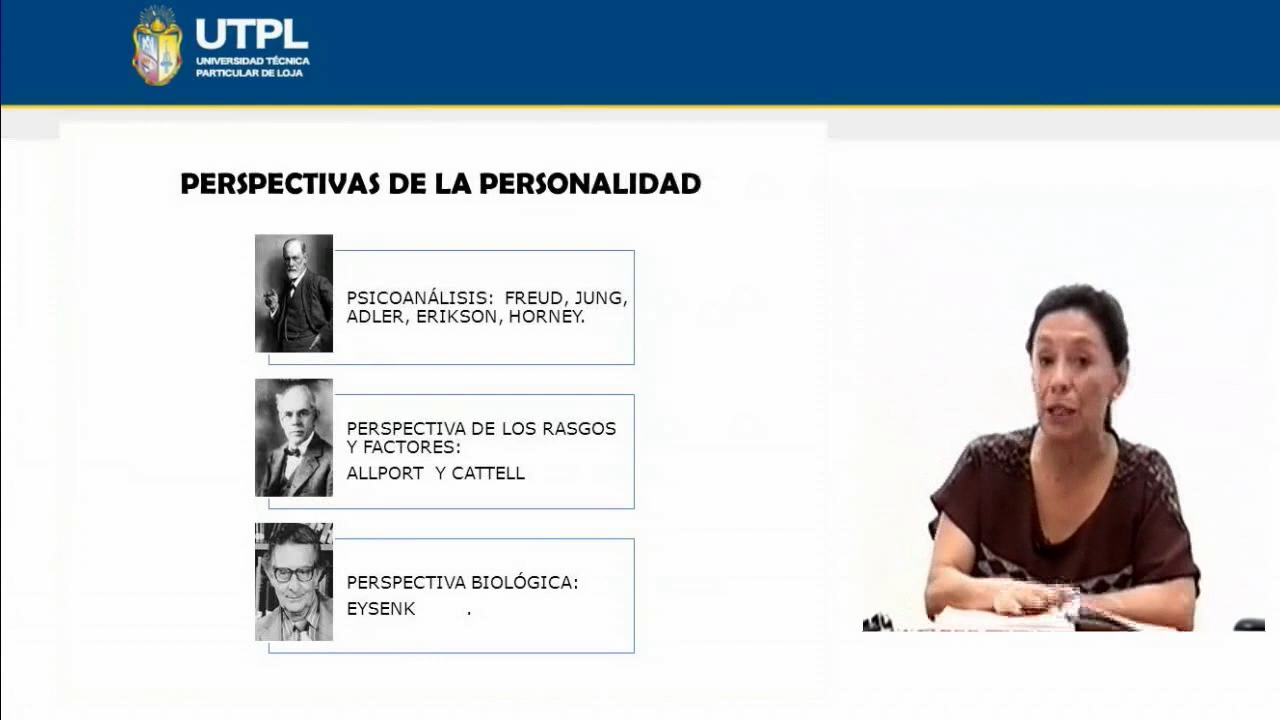 UTPL
UNIVERSIDAD TÉCNICA
PARTICULAR DE LOJA
PERSPECTIVAS DE LA PERSONALIDAD
PSICOANÁLISIS: FREUD, JUNG,
ADLER, ERIKSON, HORNEY.
PERSPECTIVA DE LOS RASGOS
Y FACTORES:
ALLPORT Y CATTELL
PERSPECTIVA BIOLÓGICA:
EYSENK .